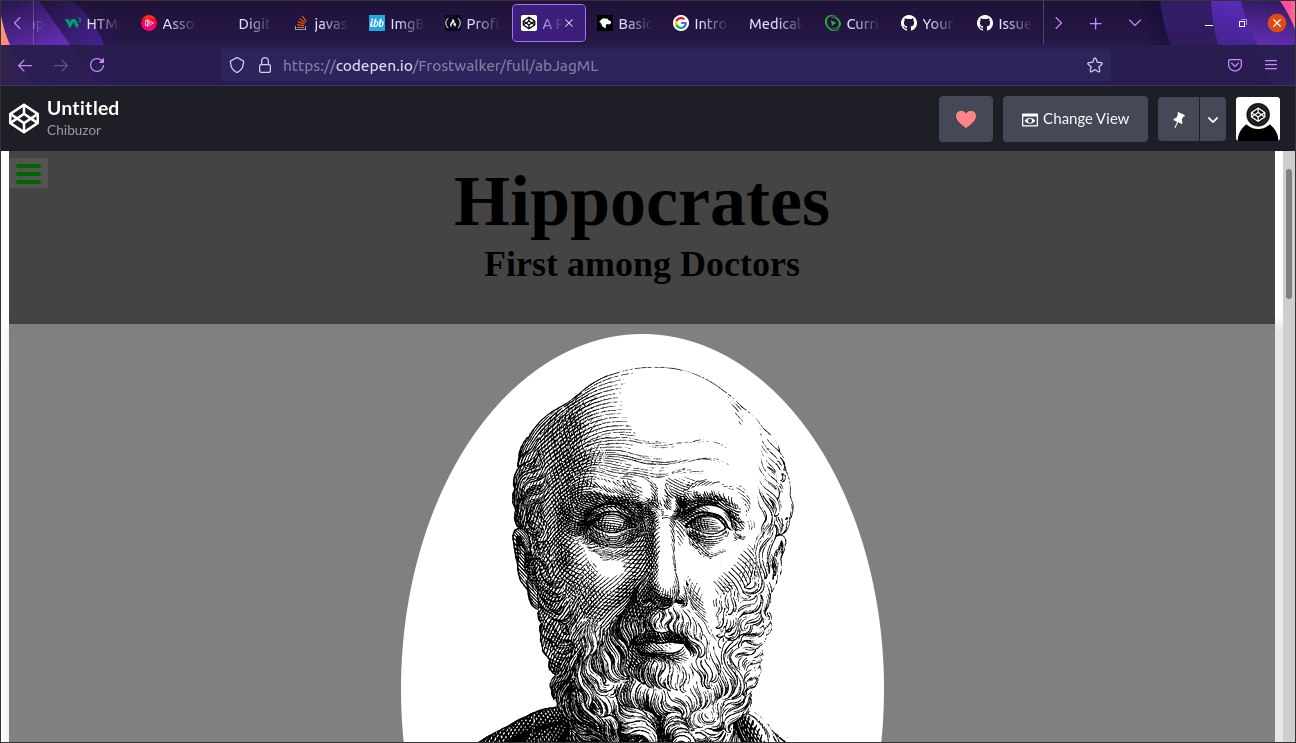 HTM
Asso
Digit
javas
ibb
ImgB
Profi
A P
Basic
Intro
Medical-
Curri
Your
Issue
https://codepen.io/Frostwalker/full/abJagML
Untitled
Chibuzor
Change View
Hippocrates
First among Doctors